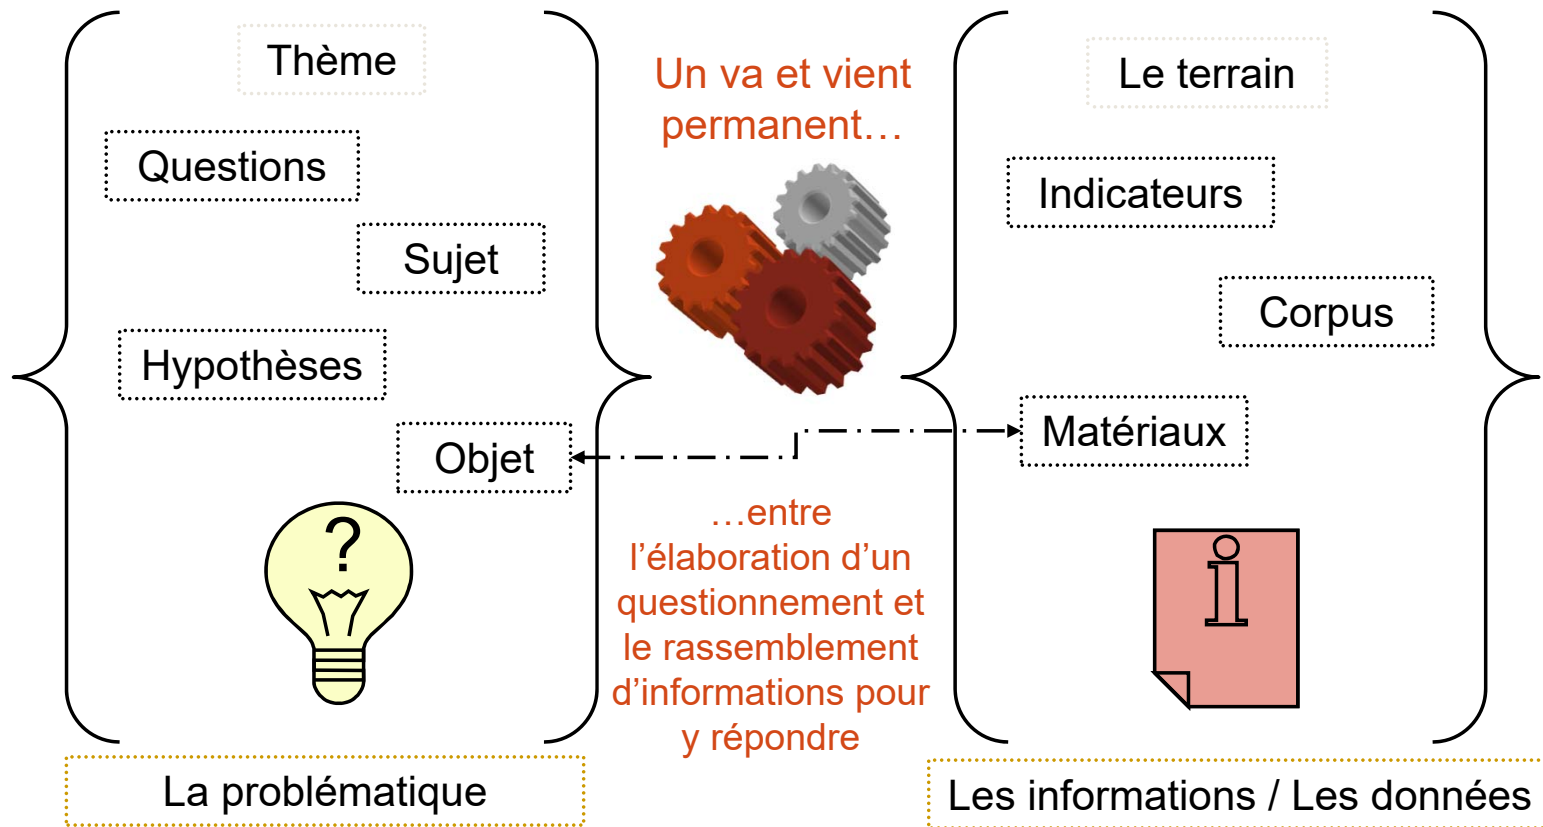 Thème
Questions
Sujet
Hypothèses
Objet
?
La problématique
Un va et vient
permanent…
…entre
l’élaboration d’un
questionnement et
le rassemblement
d’informations pour
y répondre
Le terrain
Indicateurs
Corpus
Matériaux
i
Les informations / Les données